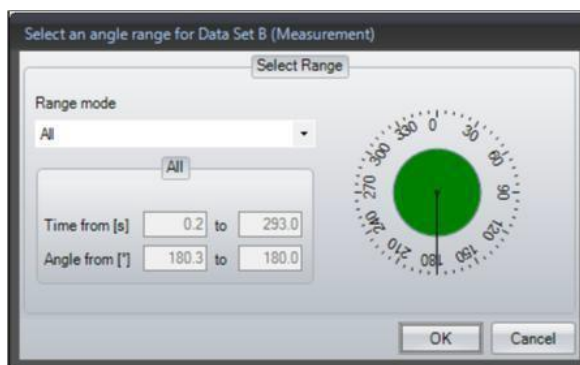 Select an angle range for Data Set B (Measurement)
Select Range
Range mode
All
All
Time from [s] 0.2 to 293.0
Angle from [°] 180.3 to 180.0
0
30
60
90
120
150
180
210
240
270
300
330
OK Cancel